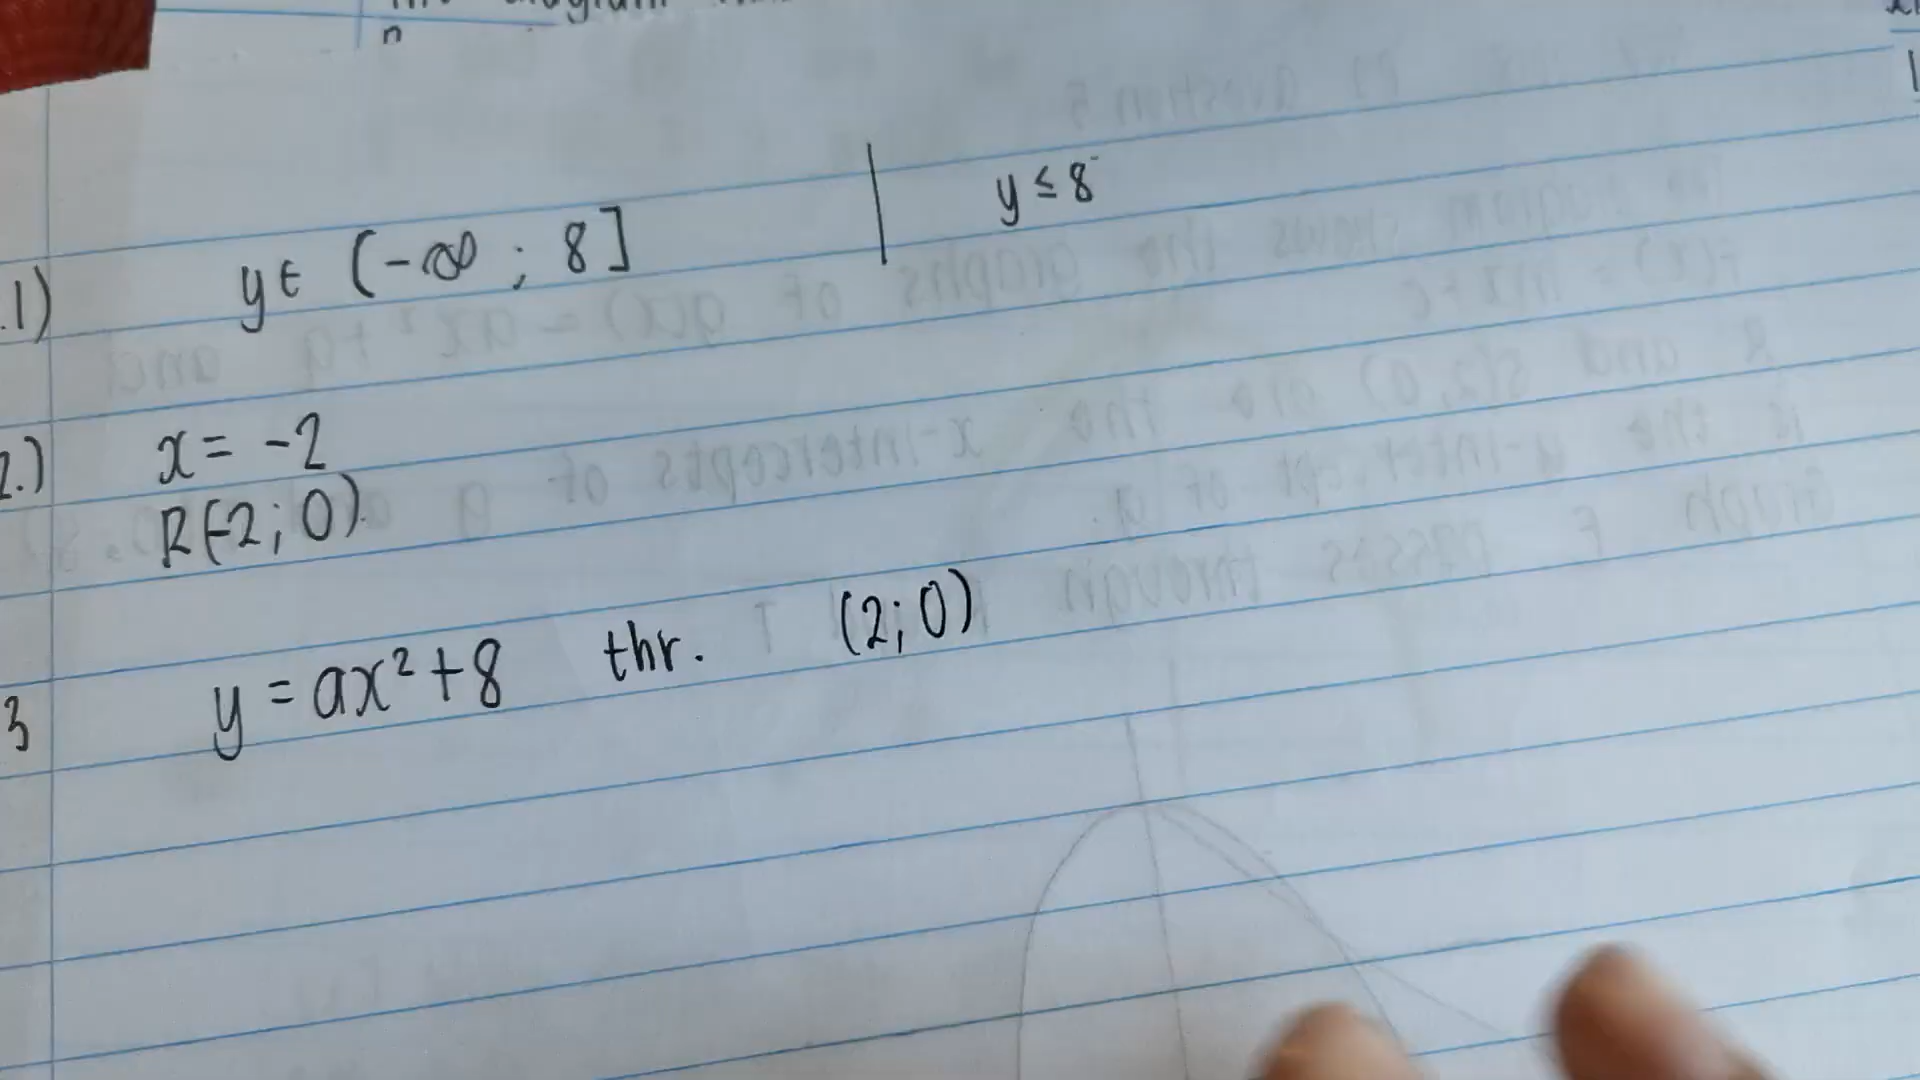 n
.1) y ∈ (-∞ ; 8] | y ≤ 8
2.) x = -2
R(-2; 0).
3 y = ax² + 8 thr. (2; 0)